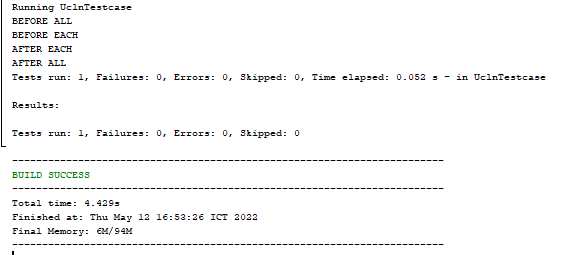 Running UclnTestcase
BEFORE ALL
BEFORE EACH
AFTER EACH
AFTER ALL
Tests run: 1, Failures: 0, Errors: 0, Skipped: 0, Time elapsed: 0.052 s - in UclnTestcase
Results:
Tests run: 1, Failures: 0, Errors: 0, Skipped: 0
------------------------------------------------------------------------
BUILD SUCCESS
------------------------------------------------------------------------
Total time: 4.429s
Finished at: Thu May 12 16:53:26 ICT 2022
Final Memory: 6M/94M
------------------------------------------------------------------------